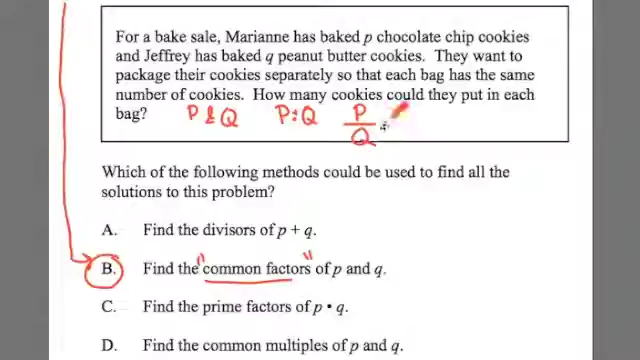 For a bake sale, Marianne has baked p chocolate chip cookies
and Jeffrey has baked q peanut butter cookies. They want to
package their cookies separately so that each bag has the same
number of cookies. How many cookies could they put in each
bag? P & Q P:Q P/Q
Which of the following methods could be used to find all the
solutions to this problem?
A. Find the divisors of p + q.
B. Find the "common factors" of p and q.
C. Find the prime factors of p • q.
D. Find the common multiples of p and q.